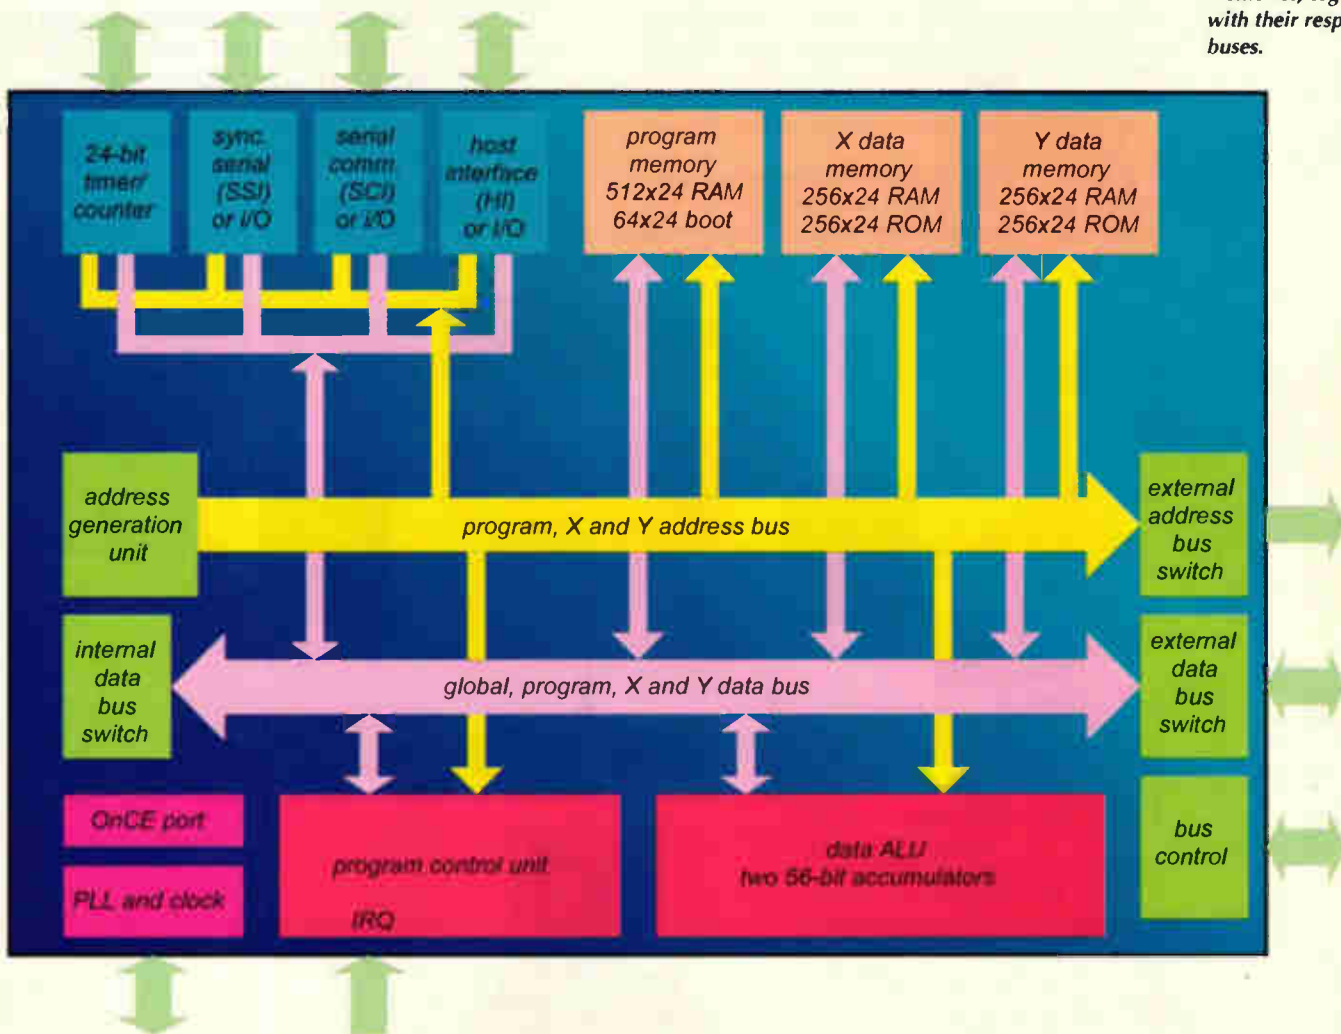 with their resp
buses.
24-bit
timer/
counter
sync.
serial
(SSI)
or I/O
serial
comm.
(SCI)
or I/O
host
interface
(HI)
or I/O
program
memory
512x24 RAM
64x24 boot
X data
memory
256x24 RAM
256x24 ROM
Y data
memory
256x24 RAM
256x24 ROM
address
generation
unit
program, X and Y address bus
external
address
bus
switch
internal
data
bus
switch
global, program, X and Y data bus
external
data
bus
switch
OnCE port
PLL and clock
program control unit
IRQ
data ALU
two 56-bit accumulators
bus
control